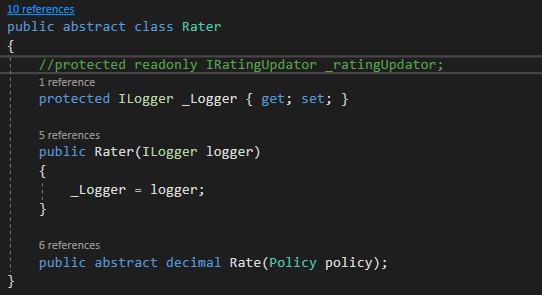 10 references
public abstract class Rater
{
//protected readonly IRatingUpdator _ratingUpdator;
1 reference
protected ILogger _Logger { get; set; }
5 references
public Rater(ILogger logger)
{
_Logger = logger;
}
6 references
public abstract decimal Rate(Policy policy);
}